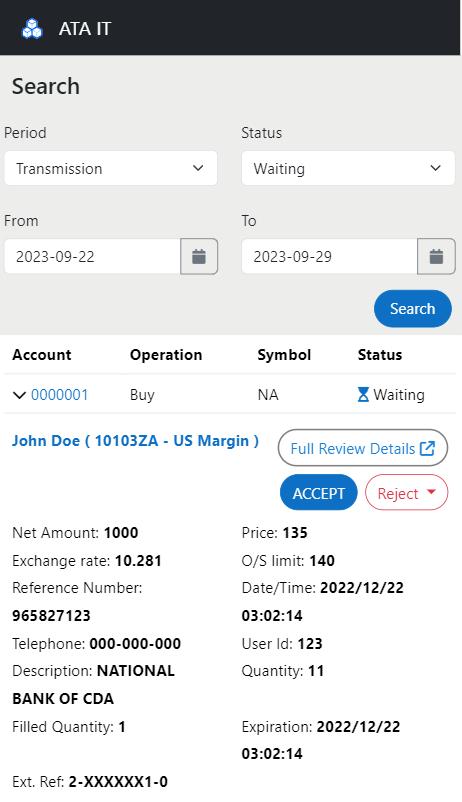 ATA IT
Search
Period Status
Transmission Waiting
From To
2023-09-22 2023-09-29
Search
Account Operation Symbol Status
0000001 Buy NA Waiting
John Doe ( 10103ZA - US Margin ) Full Review Details
ACCEPT Reject
Net Amount: 1000 Price: 135
Exchange rate: 10.281 O/S limit: 140
Reference Number: Date/Time: 2022/12/22
965827123 03:02:14
Telephone: 000-000-000 User Id: 123
Description: NATIONAL Quantity: 11
BANK OF CDA
Filled Quantity: 1 Expiration: 2022/12/22
03:02:14
Ext. Ref: 2-XXXXXX1-0